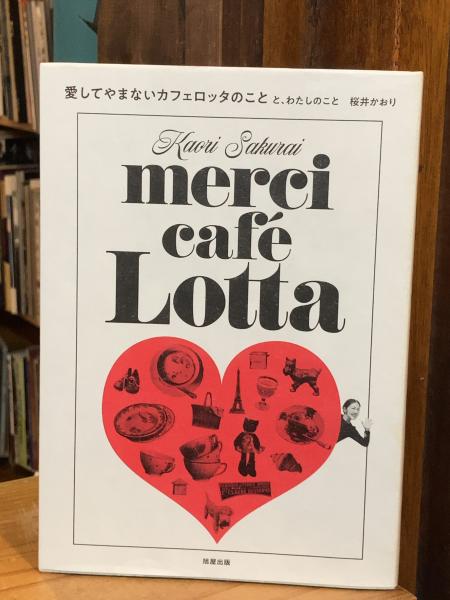 愛してやまないカフェロッタのこと と、わたしのこと 桜井かおり
Kaori Sakurai
merci
café
Lotta
旭屋出版